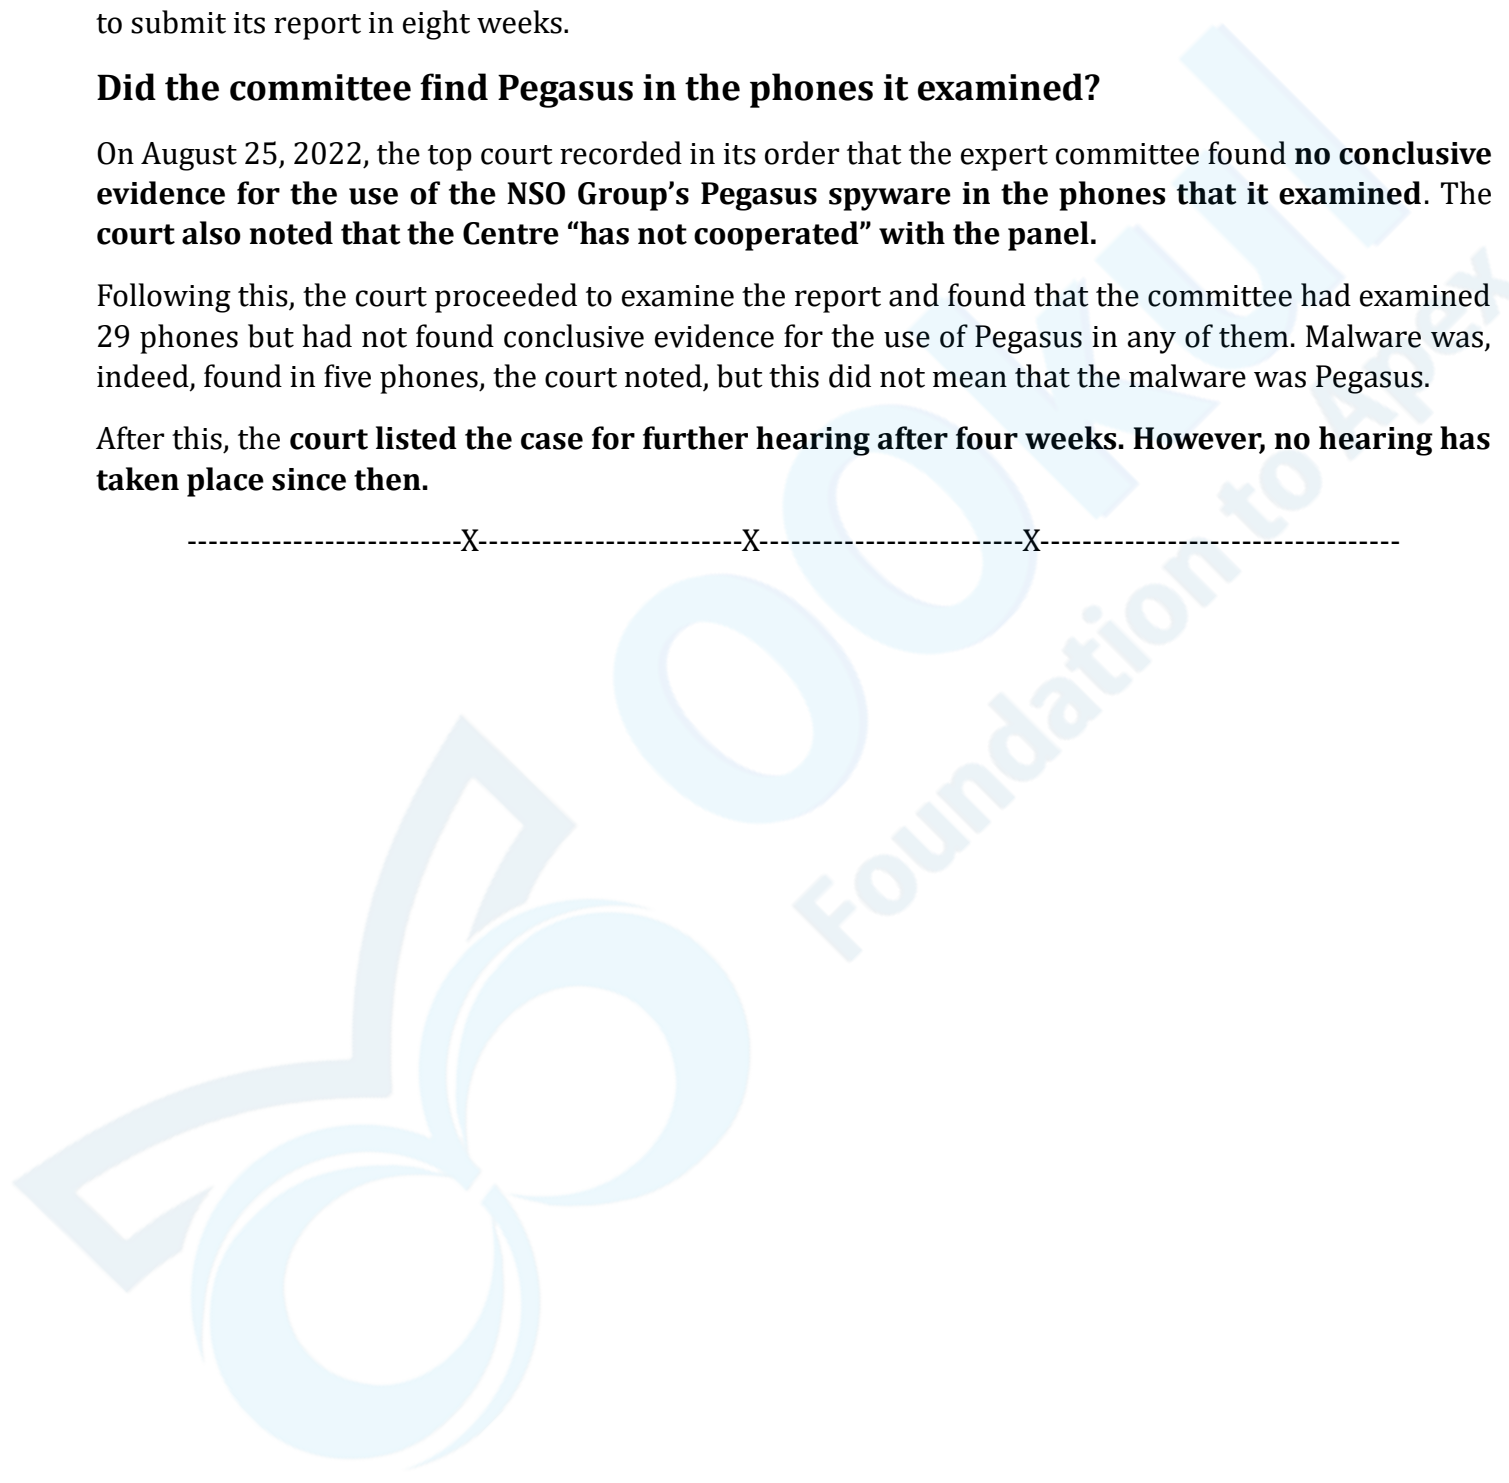 to submit its report in eight weeks.
Did the committee find Pegasus in the phones it examined?
On August 25, 2022, the top court recorded in its order that the expert committee found no conclusive
evidence for the use of the NSO Group’s Pegasus spyware in the phones that it examined. The
court also noted that the Centre “has not cooperated” with the panel.
Following this, the court proceeded to examine the report and found that the committee had examined
29 phones but had not found conclusive evidence for the use of Pegasus in any of them. Malware was,
indeed, found in five phones, the court noted, but this did not mean that the malware was Pegasus.
After this, the court listed the case for further hearing after four weeks. However, no hearing has
taken place since then.
--------------------------X-------------------------X-------------------------X----------------------------------
OOkul
Foundation to Apex